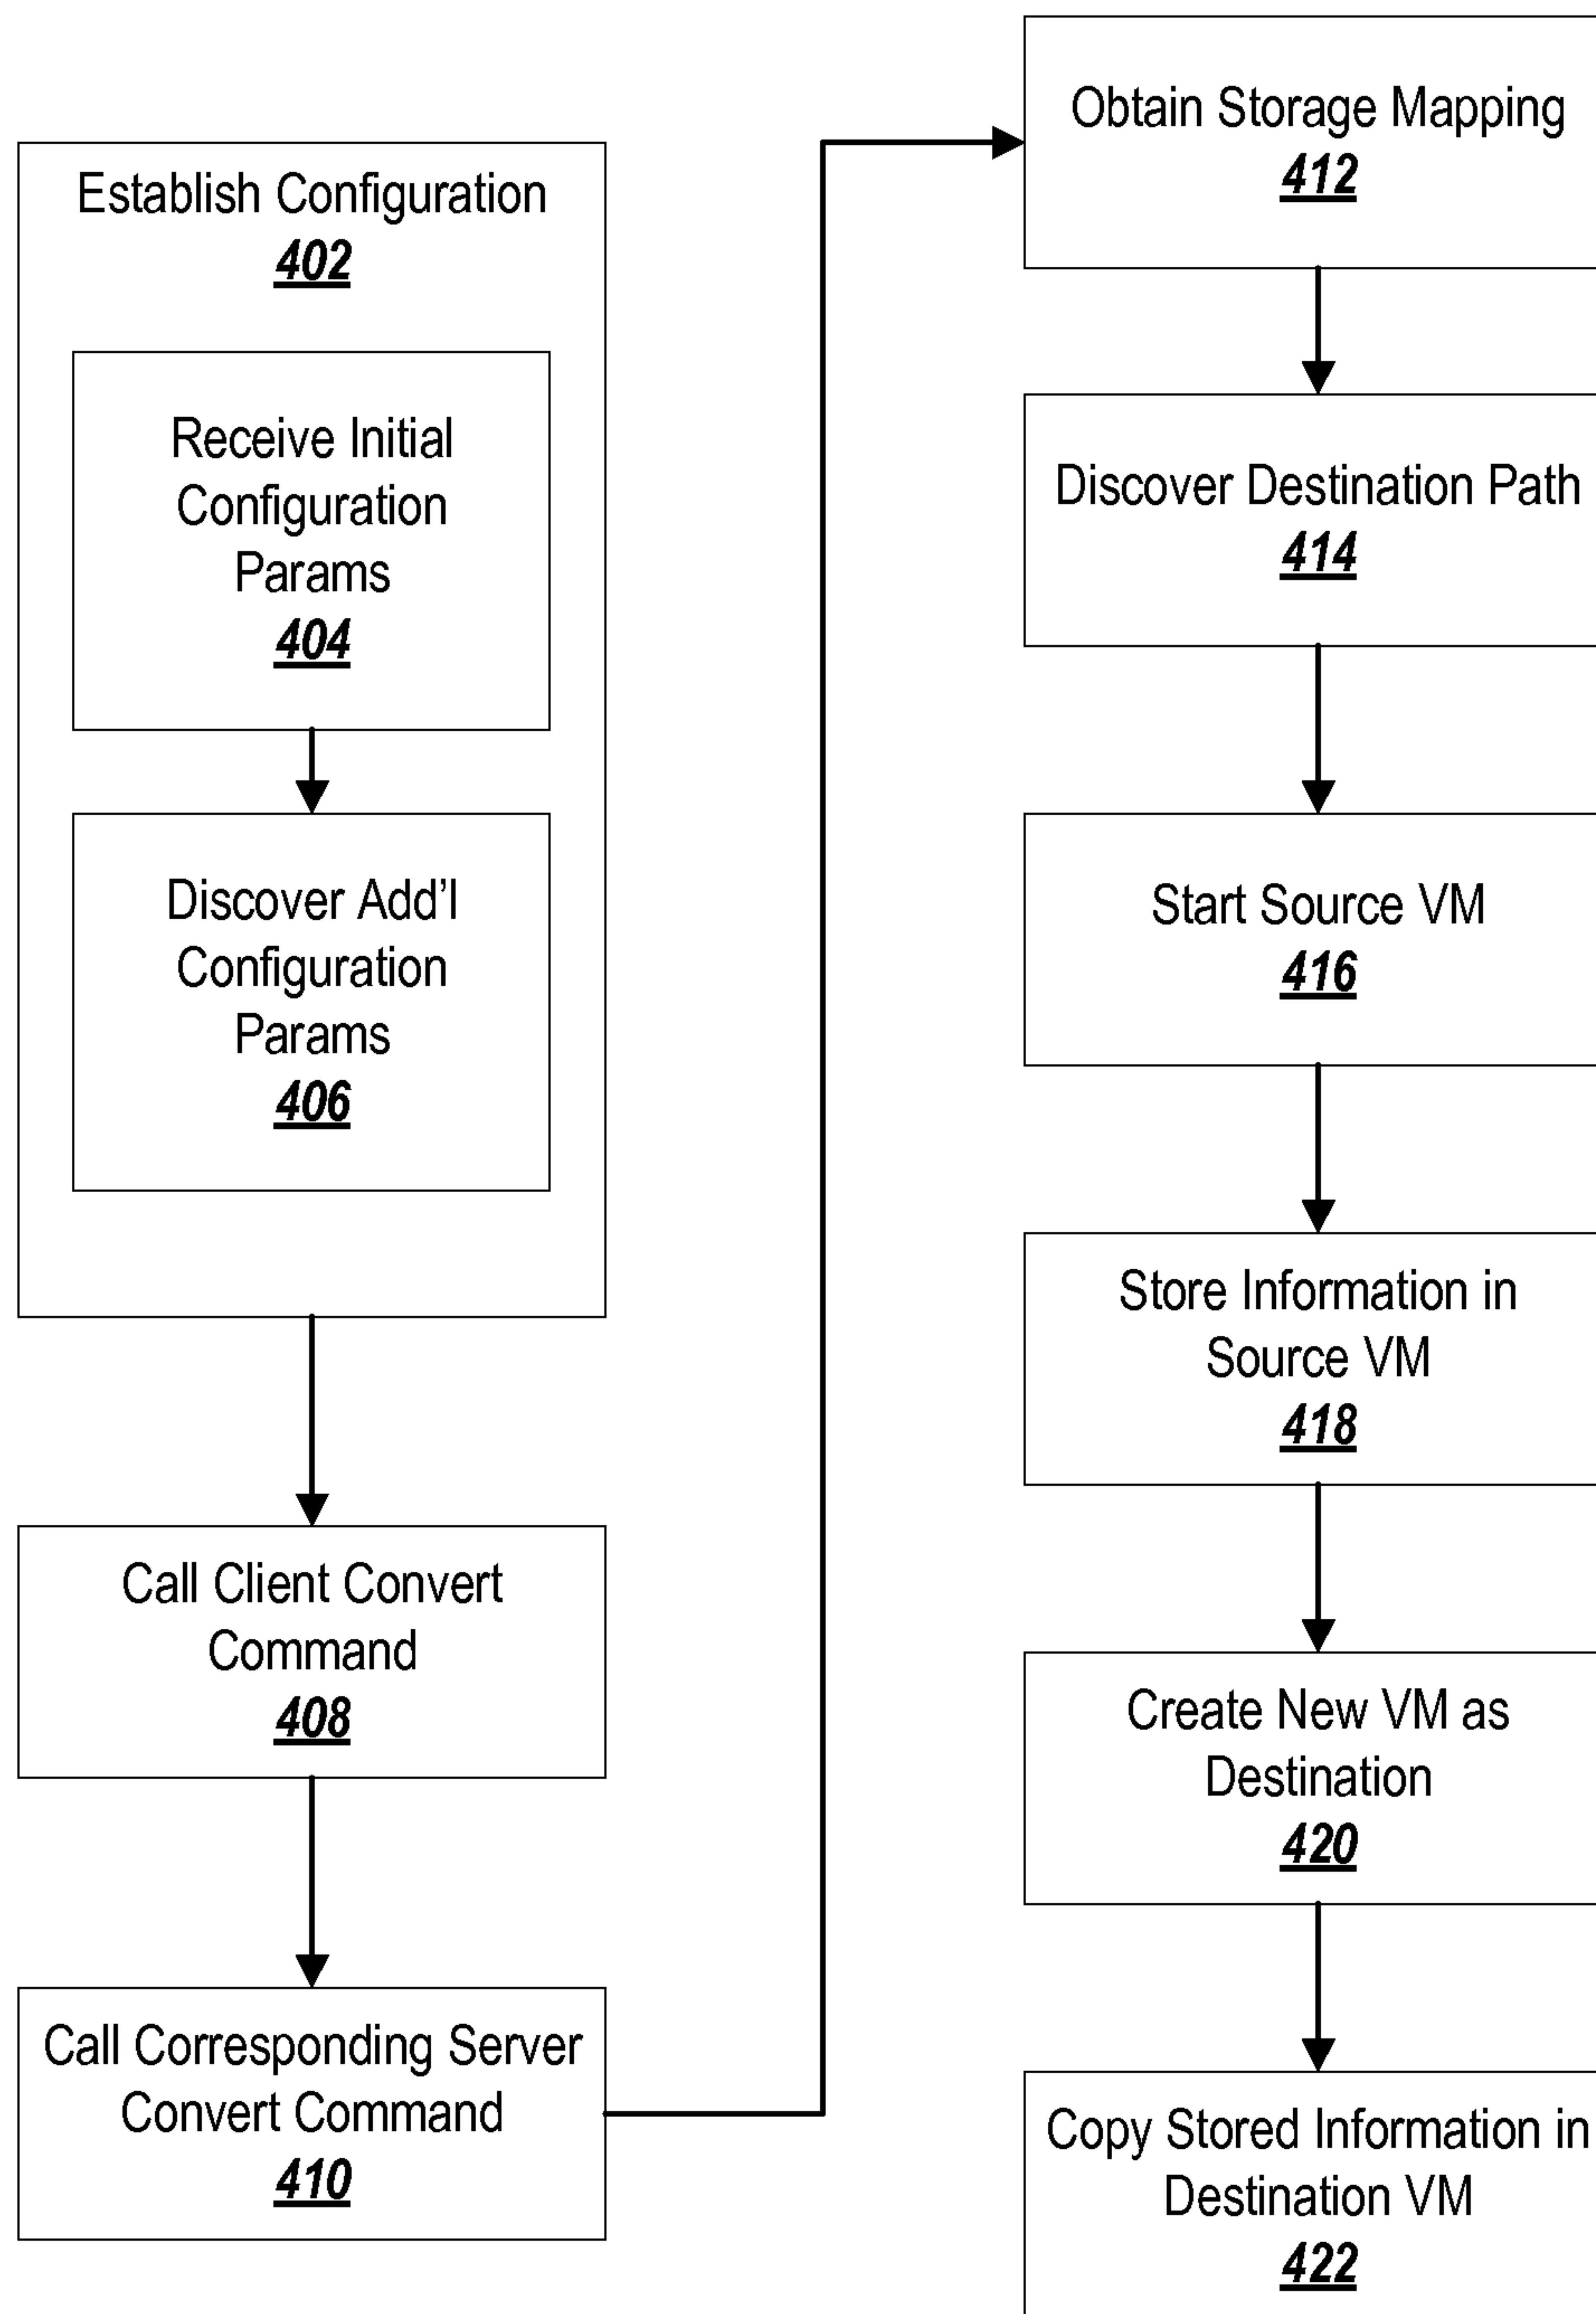 Establish Configuration
402
Receive Initial
Configuration
Params
404
Discover Add'l
Configuration
Params
406
Call Client Convert
Command
408
Call Corresponding Server
Convert Command
410
Obtain Storage Mapping
412
Discover Destination Path
414
Start Source VM
416
Store Information in
Source VM
418
Create New VM as
Destination
420
Copy Stored Information in
Destination VM
422